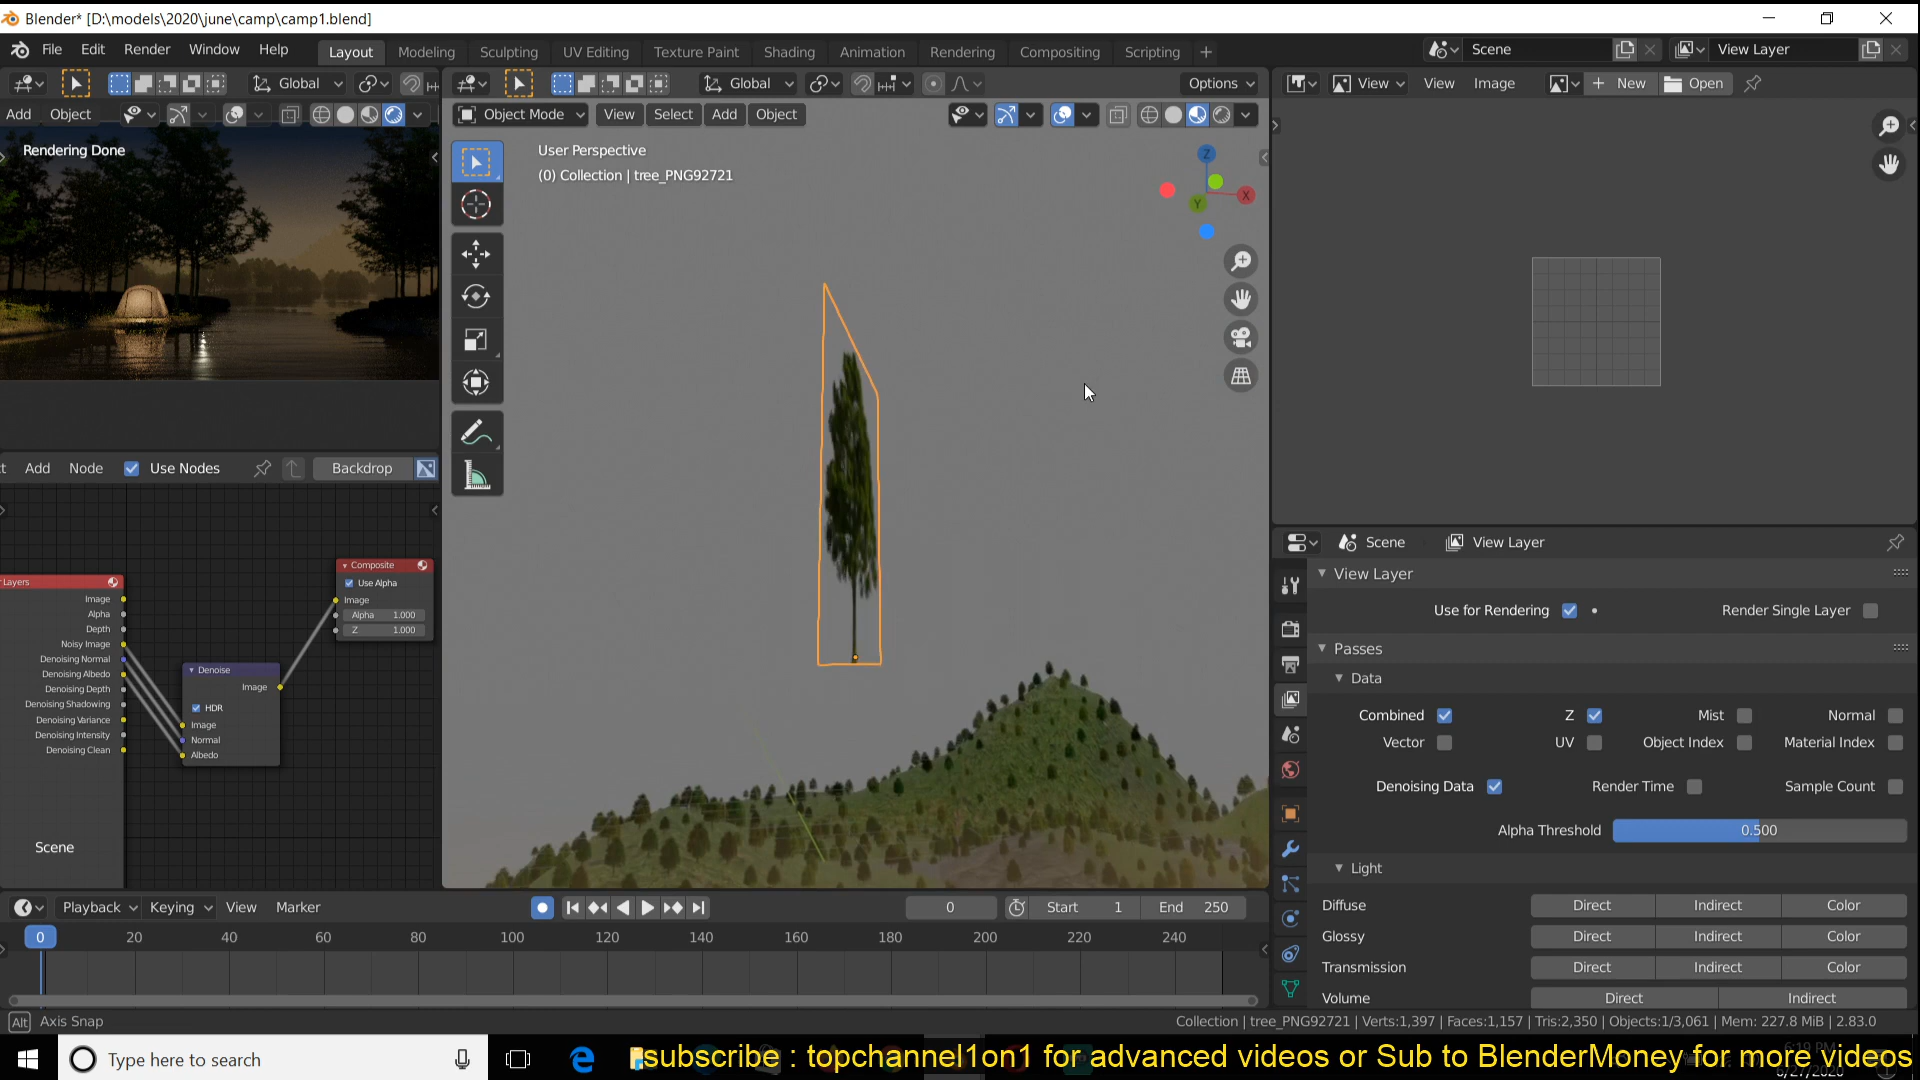 Blender* [D:\models\2020\june\camp\camp1.blend]
File Edit Render Window Help Layout Modeling Sculpting UV Editing Texture Paint Shading Animation Rendering Compositing Scripting + Scene View Layer
Global Global Options View View Image New Open
Add Object Object Mode View Select Add Object
Rendering Done
User Perspective
(0) Collection | tree_PNG92721
Z
X
Y
Add Node Use Nodes Backdrop
Layers
Image
Alpha
Depth
Noisy Image
Denoising Normal
Denoising Albedo
Denoising Depth
Denoising Shadowing
Denoising Variance
Denoising Intensity
Denoising Clean
Scene
Denoise
Image
HDR
Image
Normal
Albedo
Composite
Use Alpha
Image
Alpha 1.000
Z 1.000
Scene View Layer
View Layer
Use for Rendering Render Single Layer
Passes
Data
Combined Z Mist Normal
Vector UV Object Index Material Index
Denoising Data Render Time Sample Count
Alpha Threshold 0.500
Light
Diffuse Direct Indirect Color
Glossy Direct Indirect Color
Transmission Direct Indirect Color
Volume Direct Indirect
Playback Keying View Marker 0 Start 1 End 250
0 20 40 60 80 100 120 140 160 180 200 220 240
Alt Axis Snap
Collection | tree_PNG92721 | Verts:1,397 | Faces:1,157 | Tris:2,350 | Objects:1/3,061 | Mem: 227.8 MiB | 2.83.0
Type here to search
subscribe : topchannel1on1 for advanced videos or Sub to BlenderMoney for more videos
6:19 PM
6/27/2020